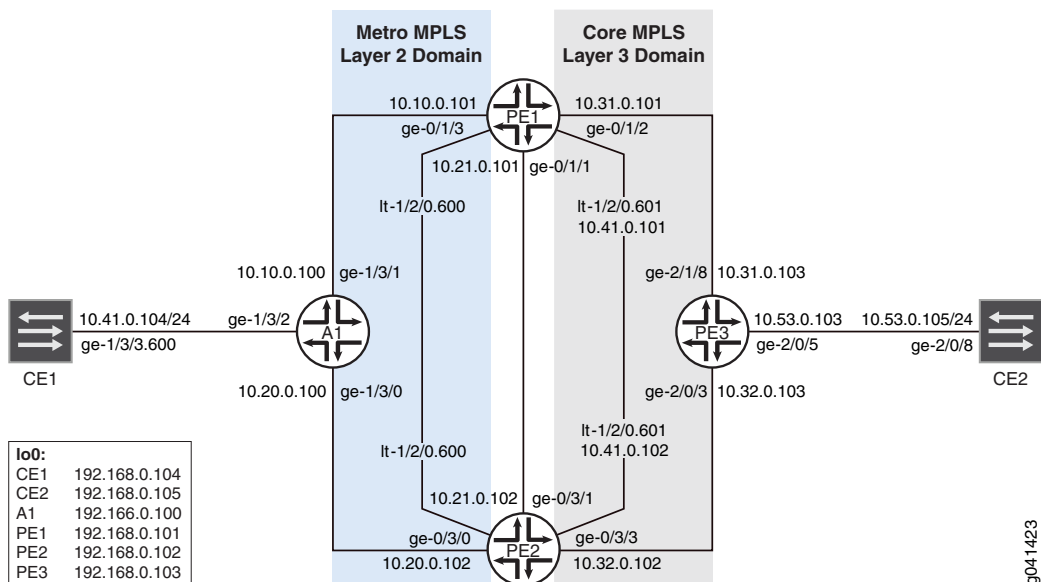 Metro MPLS
Layer 2 Domain
Core MPLS
Layer 3 Domain
10.10.0.101
10.31.0.101
PE1
ge-0/1/3
ge-0/1/2
10.21.0.101
ge-0/1/1
lt-1/2/0.600
lt-1/2/0.601
10.41.0.101
10.10.0.100
ge-1/3/1
ge-2/1/8
10.31.0.103
10.41.0.104/24
ge-1/3/2
A1
PE3
10.53.0.103
10.53.0.105/24
ge-1/3/3.600
ge-2/0/5
ge-2/0/8
CE1
CE2
10.20.0.100
ge-1/3/0
ge-2/0/3
10.32.0.103
lt-1/2/0.600
lt-1/2/0.601
10.41.0.102
10.21.0.102
ge-0/3/1
ge-0/3/0
ge-0/3/3
PE2
10.20.0.102
10.32.0.102
lo0:
CE1 192.168.0.104
CE2 192.168.0.105
A1 192.166.0.100
PE1 192.168.0.101
PE2 192.168.0.102
PE3 192.168.0.103
g041423